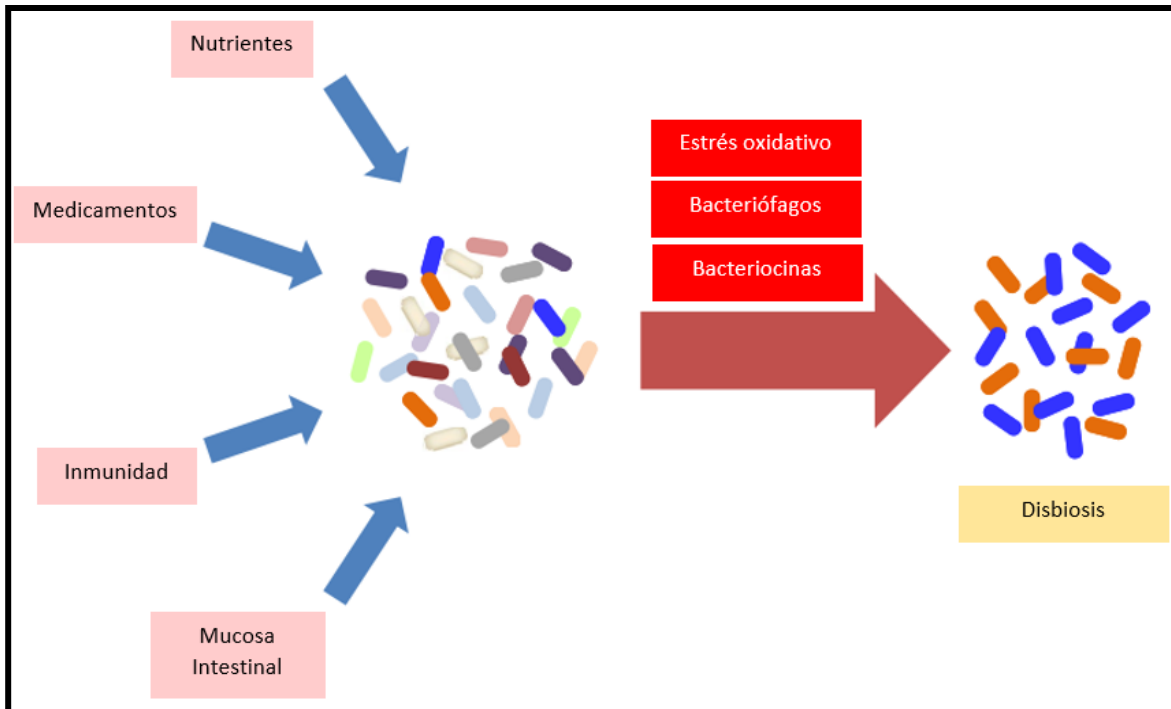 Nutrientes
Medicamentos
Inmunidad
Mucosa
Intestinal
Estrés oxidativo
Bacteriófagos
Bacteriocinas
Disbiosis